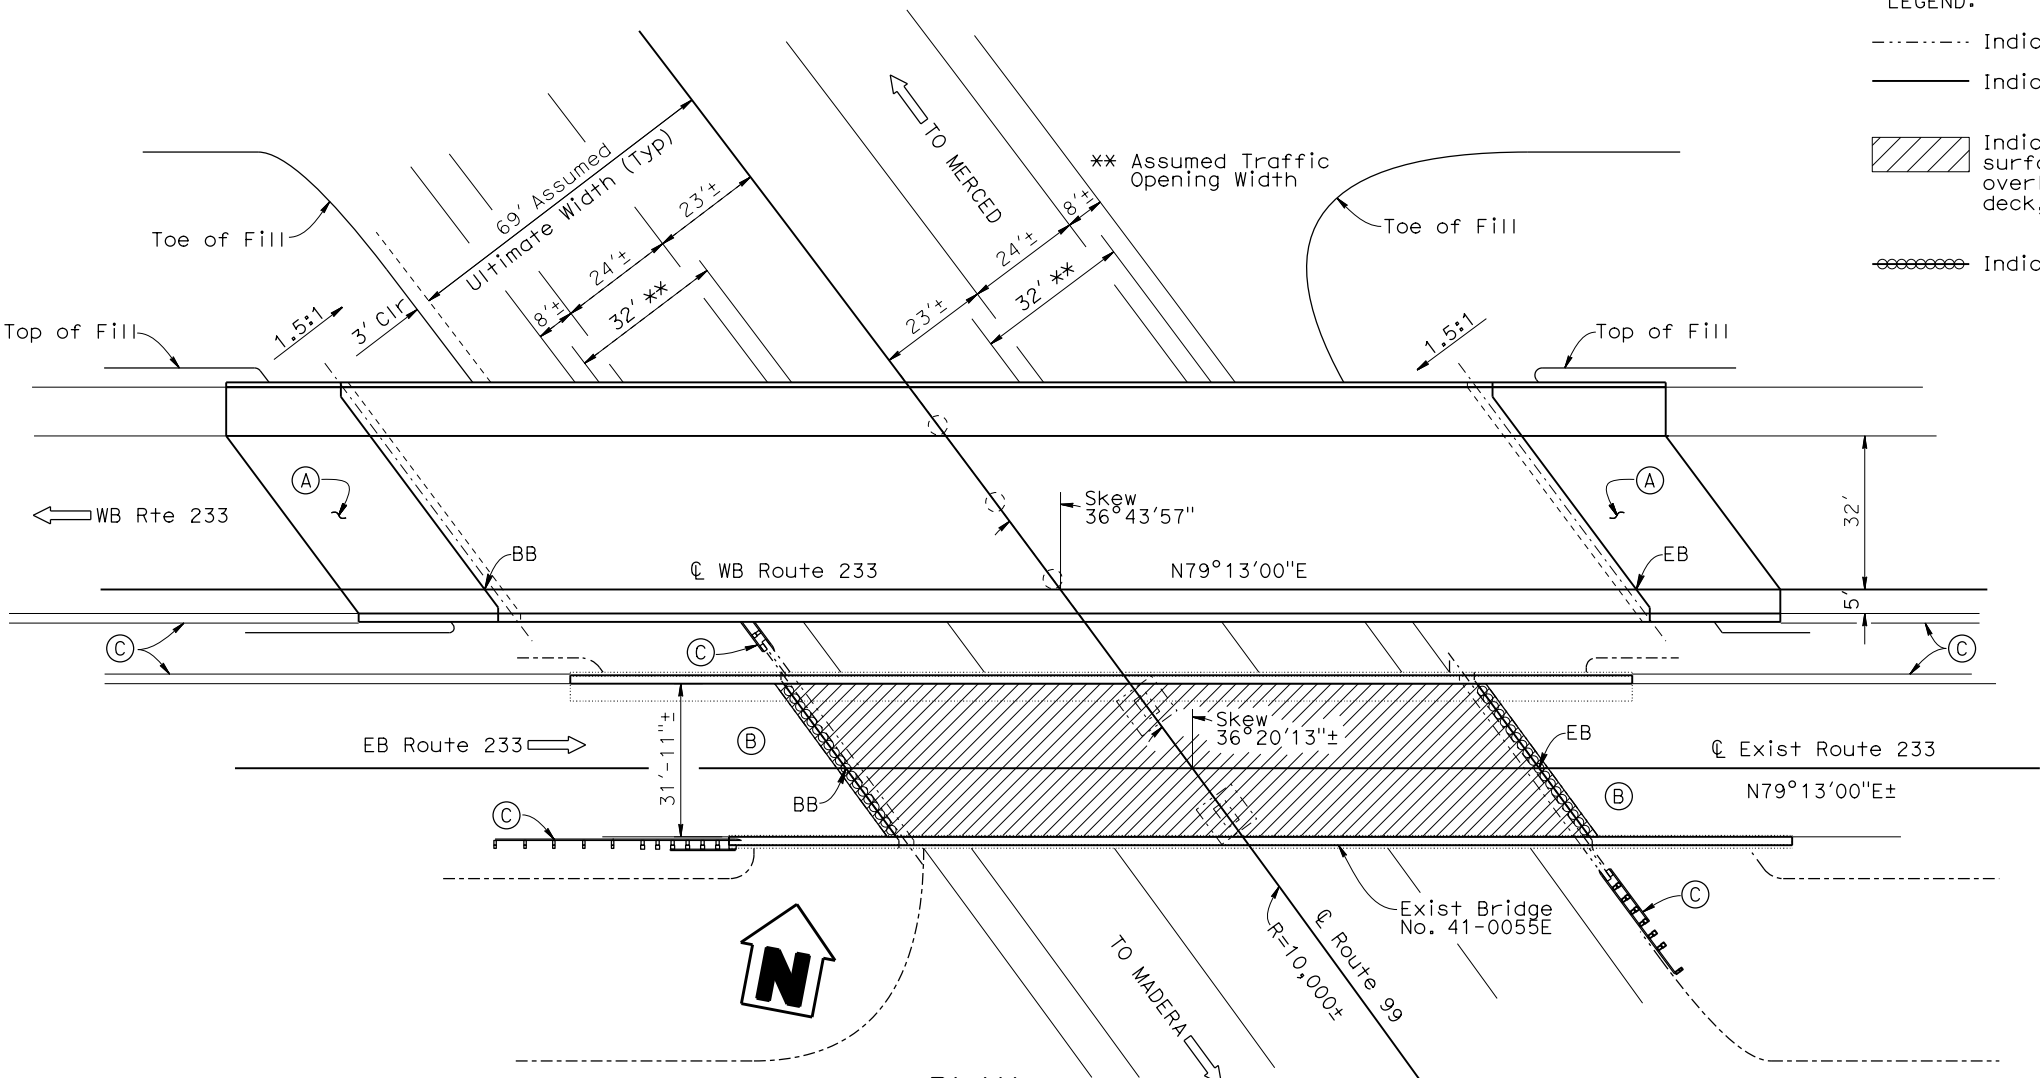 LEGEND:
Indic
Indic
Indic
surfa
overl
deck,
Indic
TO MERCED
** Assumed Traffic
Opening Width
69' Assumed
Ultimate Width (Typ)
23'±
24'±
8'±
32' **
8'±
24'±
23'±
32' **
Toe of Fill
Toe of Fill
3' Clr
1.5:1
1.5:1
Top of Fill
Top of Fill
A
A
Skew
36°43'57"
32'
WB Rte 233
BB
EB
℄ WB Route 233
N79°13'00"E
5'
C
C
C
31'-11"±
Skew
36°20'13"±
EB Route 233
B
EB
℄ Exist Route 233
BB
B
N79°13'00"E±
C
C
Exist Bridge
No. 41-0055E
N
TO MADERA
R=10,000±
℄ Route 99